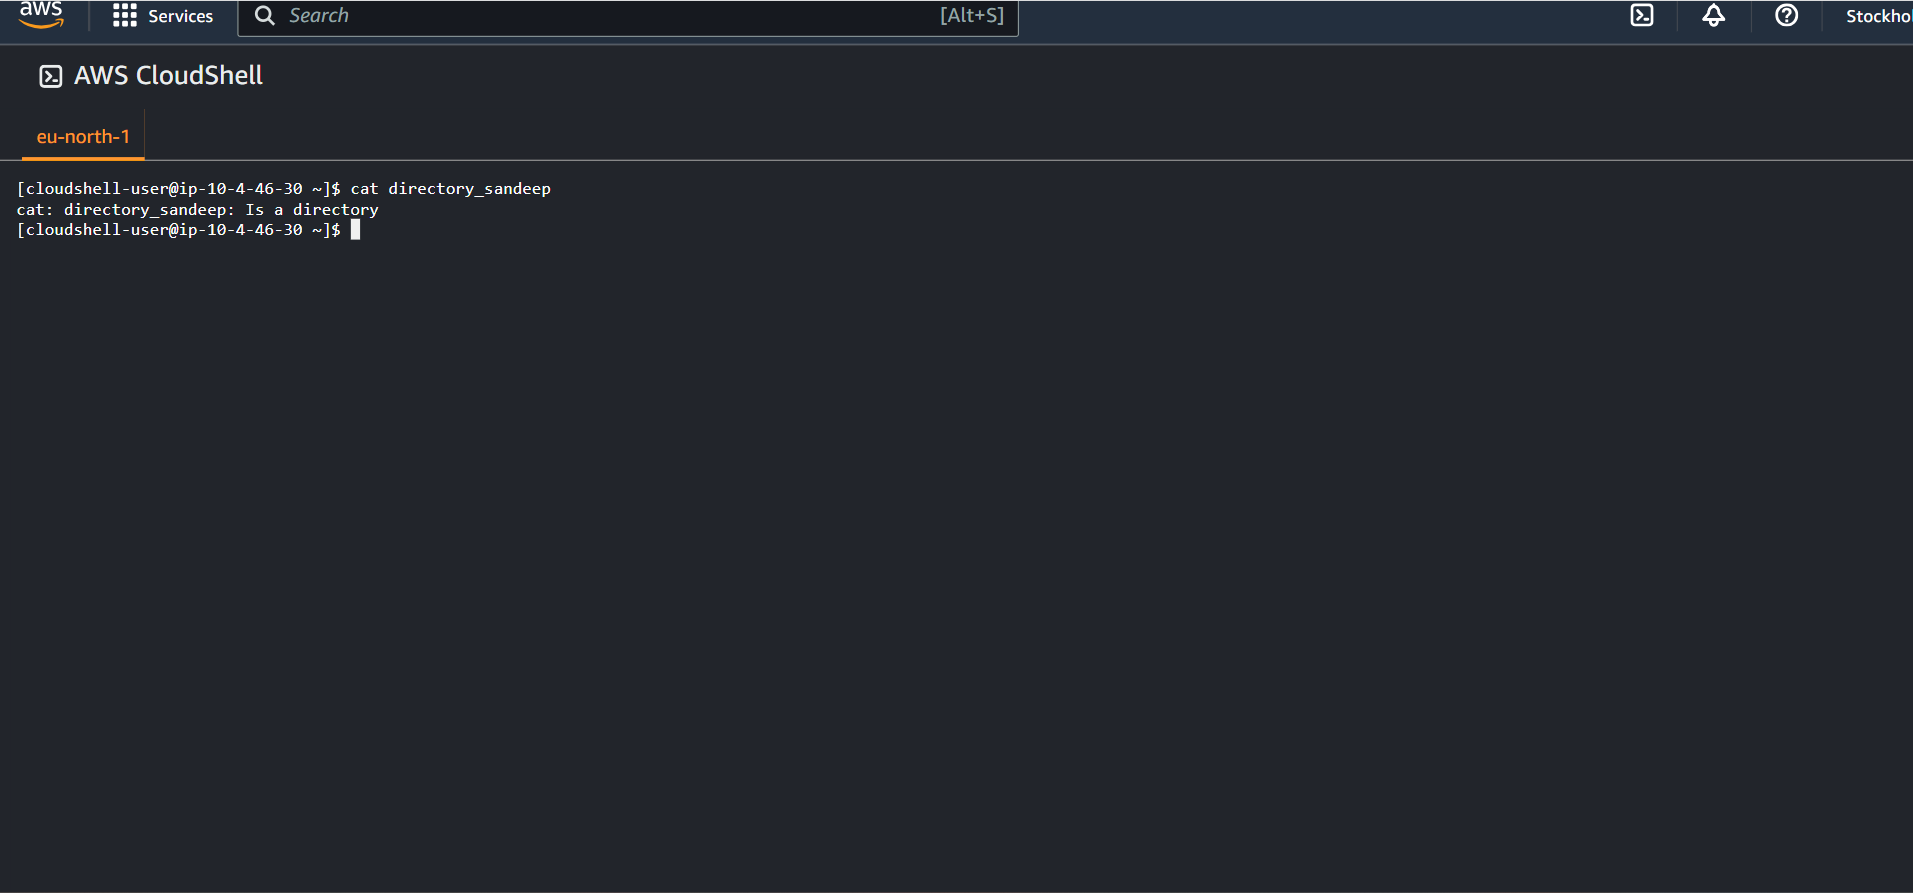 aws Services Search [Alt+S]
AWS CloudShell
eu-north-1
[cloudshell-user@ip-10-4-46-30 ~]$ cat directory_sandeep
cat: directory_sandeep: Is a directory
[cloudshell-user@ip-10-4-46-30 ~]$